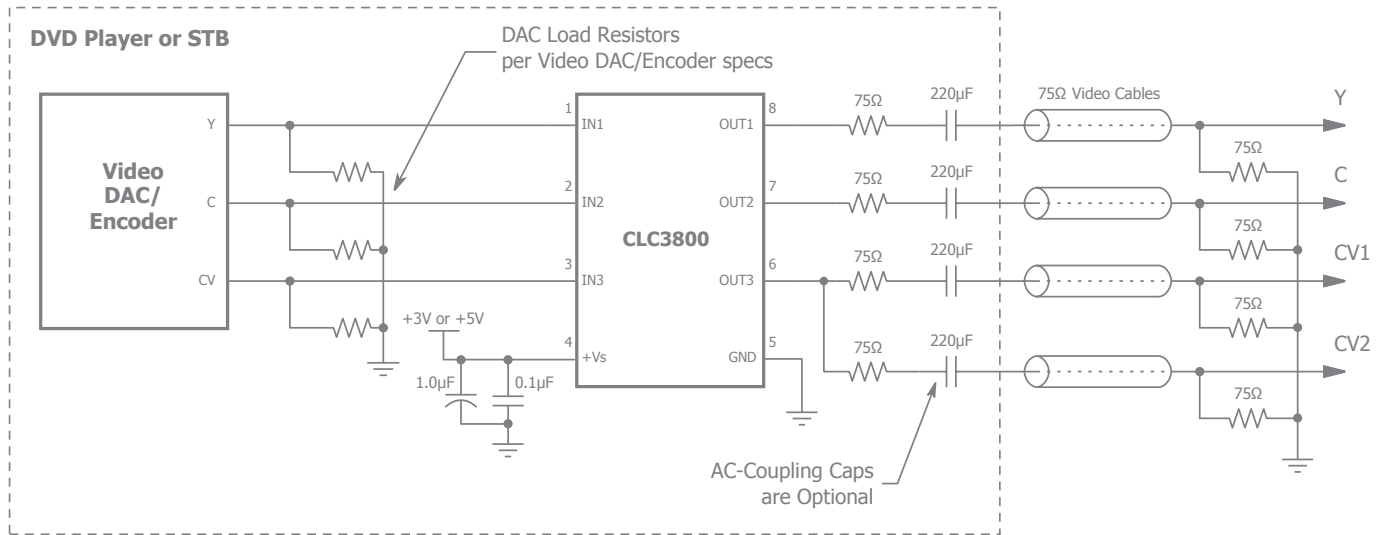 DVD Player or STB
DAC Load Resistors
per Video DAC/Encoder specs
Video
DAC/
Encoder
Y
C
CV
1
IN1
2
IN2
3
IN3
4
+Vs
CLC3800
8
OUT1
7
OUT2
6
OUT3
5
GND
+3V or +5V
1.0µF
0.1µF
75Ω
220µF
75Ω Video Cables
Y
75Ω
75Ω
220µF
C
75Ω
75Ω
220µF
CV1
75Ω
75Ω
220µF
CV2
75Ω
AC-Coupling Caps
are Optional